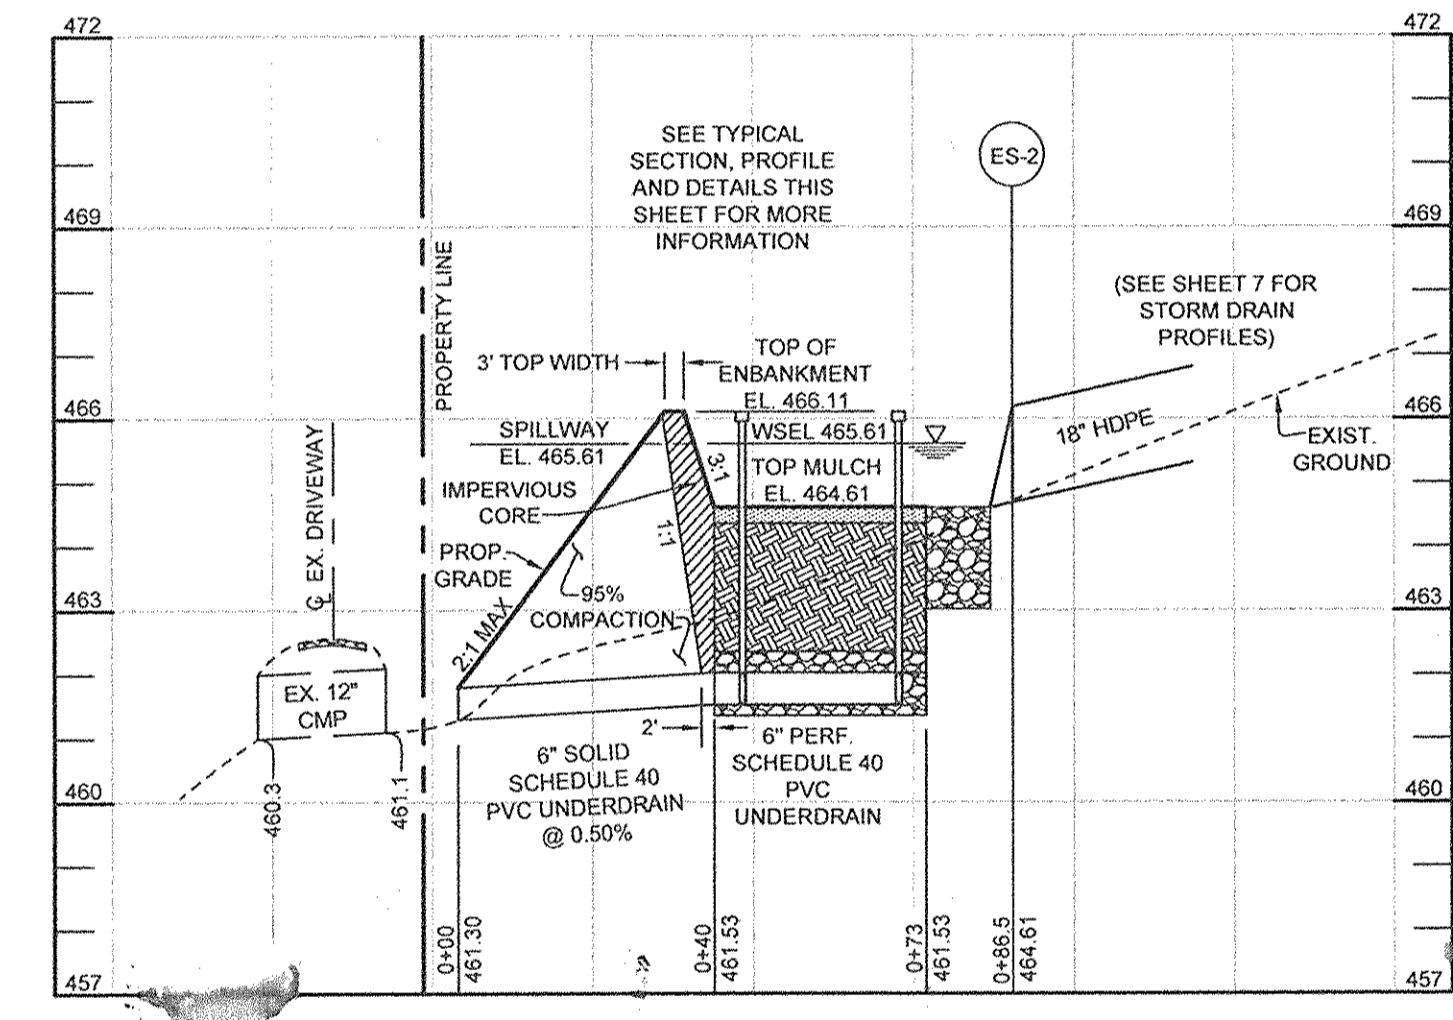 472
472
SEE TYPICAL
SECTION, PROFILE
AND DETAILS THIS
SHEET FOR MORE
INFORMATION
ES-2
469
469
PROPERTY LINE
(SEE SHEET 7 FOR
STORM DRAIN
PROFILES)
3' TOP WIDTH
TOP OF
ENBANKMENT
EL. 466.11
466
466
SPILLWAY
EL. 465.61
WSEL 465.61
18" HDPE
EXIST.
GROUND
3:1
TOP MULCH
EL. 464.61
IMPERVIOUS
CORE
1:1
℄ EX. DRIVEWAY
PROP.
GRADE
95%
COMPACTION
2:1 MAX
463
463
EX. 12"
CMP
2'
6" SOLID
SCHEDULE 40
PVC UNDERDRAIN
@ 0.50%
6" PERF.
SCHEDULE 40
PVC
UNDERDRAIN
460
460
460.3
461.1
0+00
461.30
0+40
461.53
0+73
461.53
0+86.5
464.61
457
457